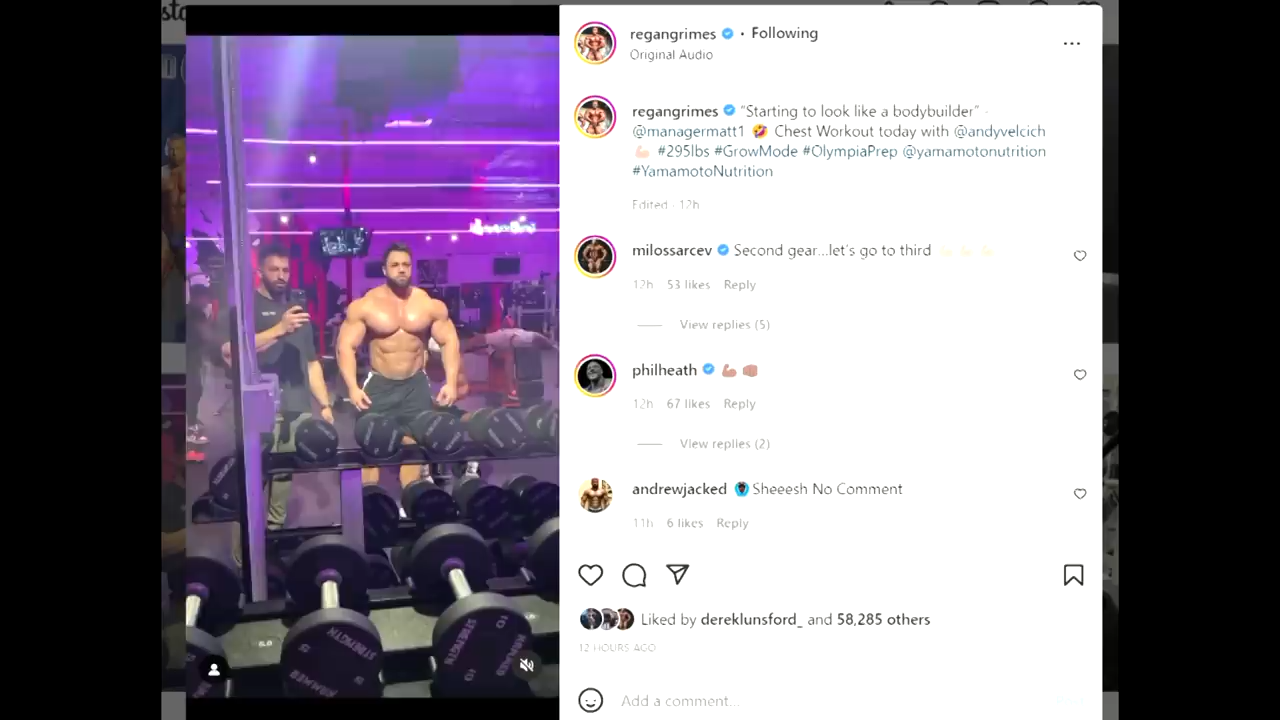 regangrimes • Following
Original Audio
regangrimes "Starting to look like a bodybuilder" -
@managermatt1 🤣 Chest Workout today with @andyvelcich
💪🏻 #295lbs #GrowMode #OlympiaPrep @yamamotonutrition
#YamamotoNutrition
Edited · 12h
milossarcev Second gear...let's go to third
12h 53 likes Reply
View replies (5)
philheath 💪🏽 👊🏽
12h 67 likes Reply
View replies (2)
andrewjacked Sheeesh No Comment
11h 6 likes Reply
Liked by dereklunsford_ and 58,285 others
12 HOURS AGO
Add a comment...
STRENGTH
STRENGTH
10